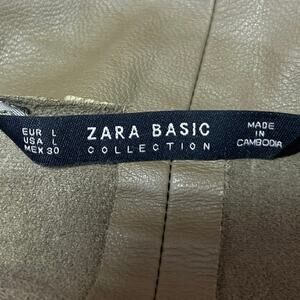 EUR L
USA L
MEX 30
ZARA BASIC
COLLECTION
MADE
IN
CAMBODIA